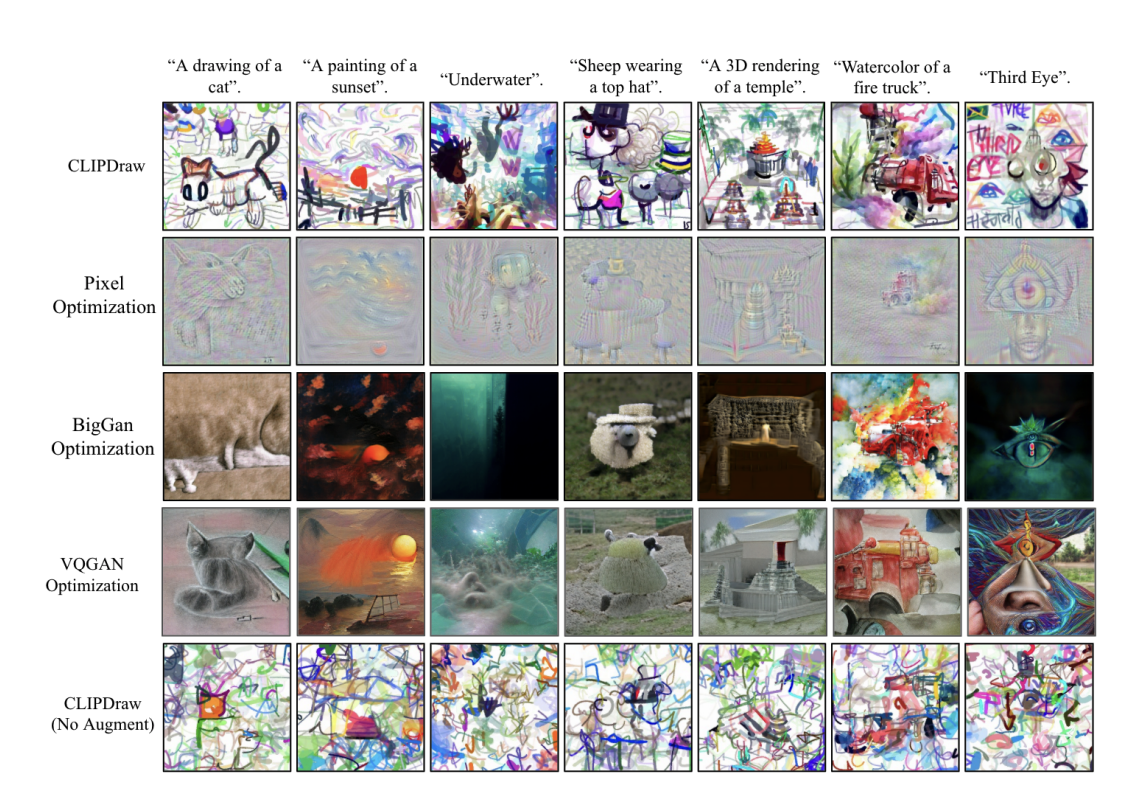 “A drawing of a
cat”.
“A painting of a
sunset”.
“Underwater”.
“Sheep wearing
a top hat”.
“A 3D rendering
of a temple”.
“Watercolor of a
fire truck”.
“Third Eye”.
CLIPDraw
THIRD
EYE
Pixel
Optimization
BigGan
Optimization
VQGAN
Optimization
CLIPDraw
(No Augment)